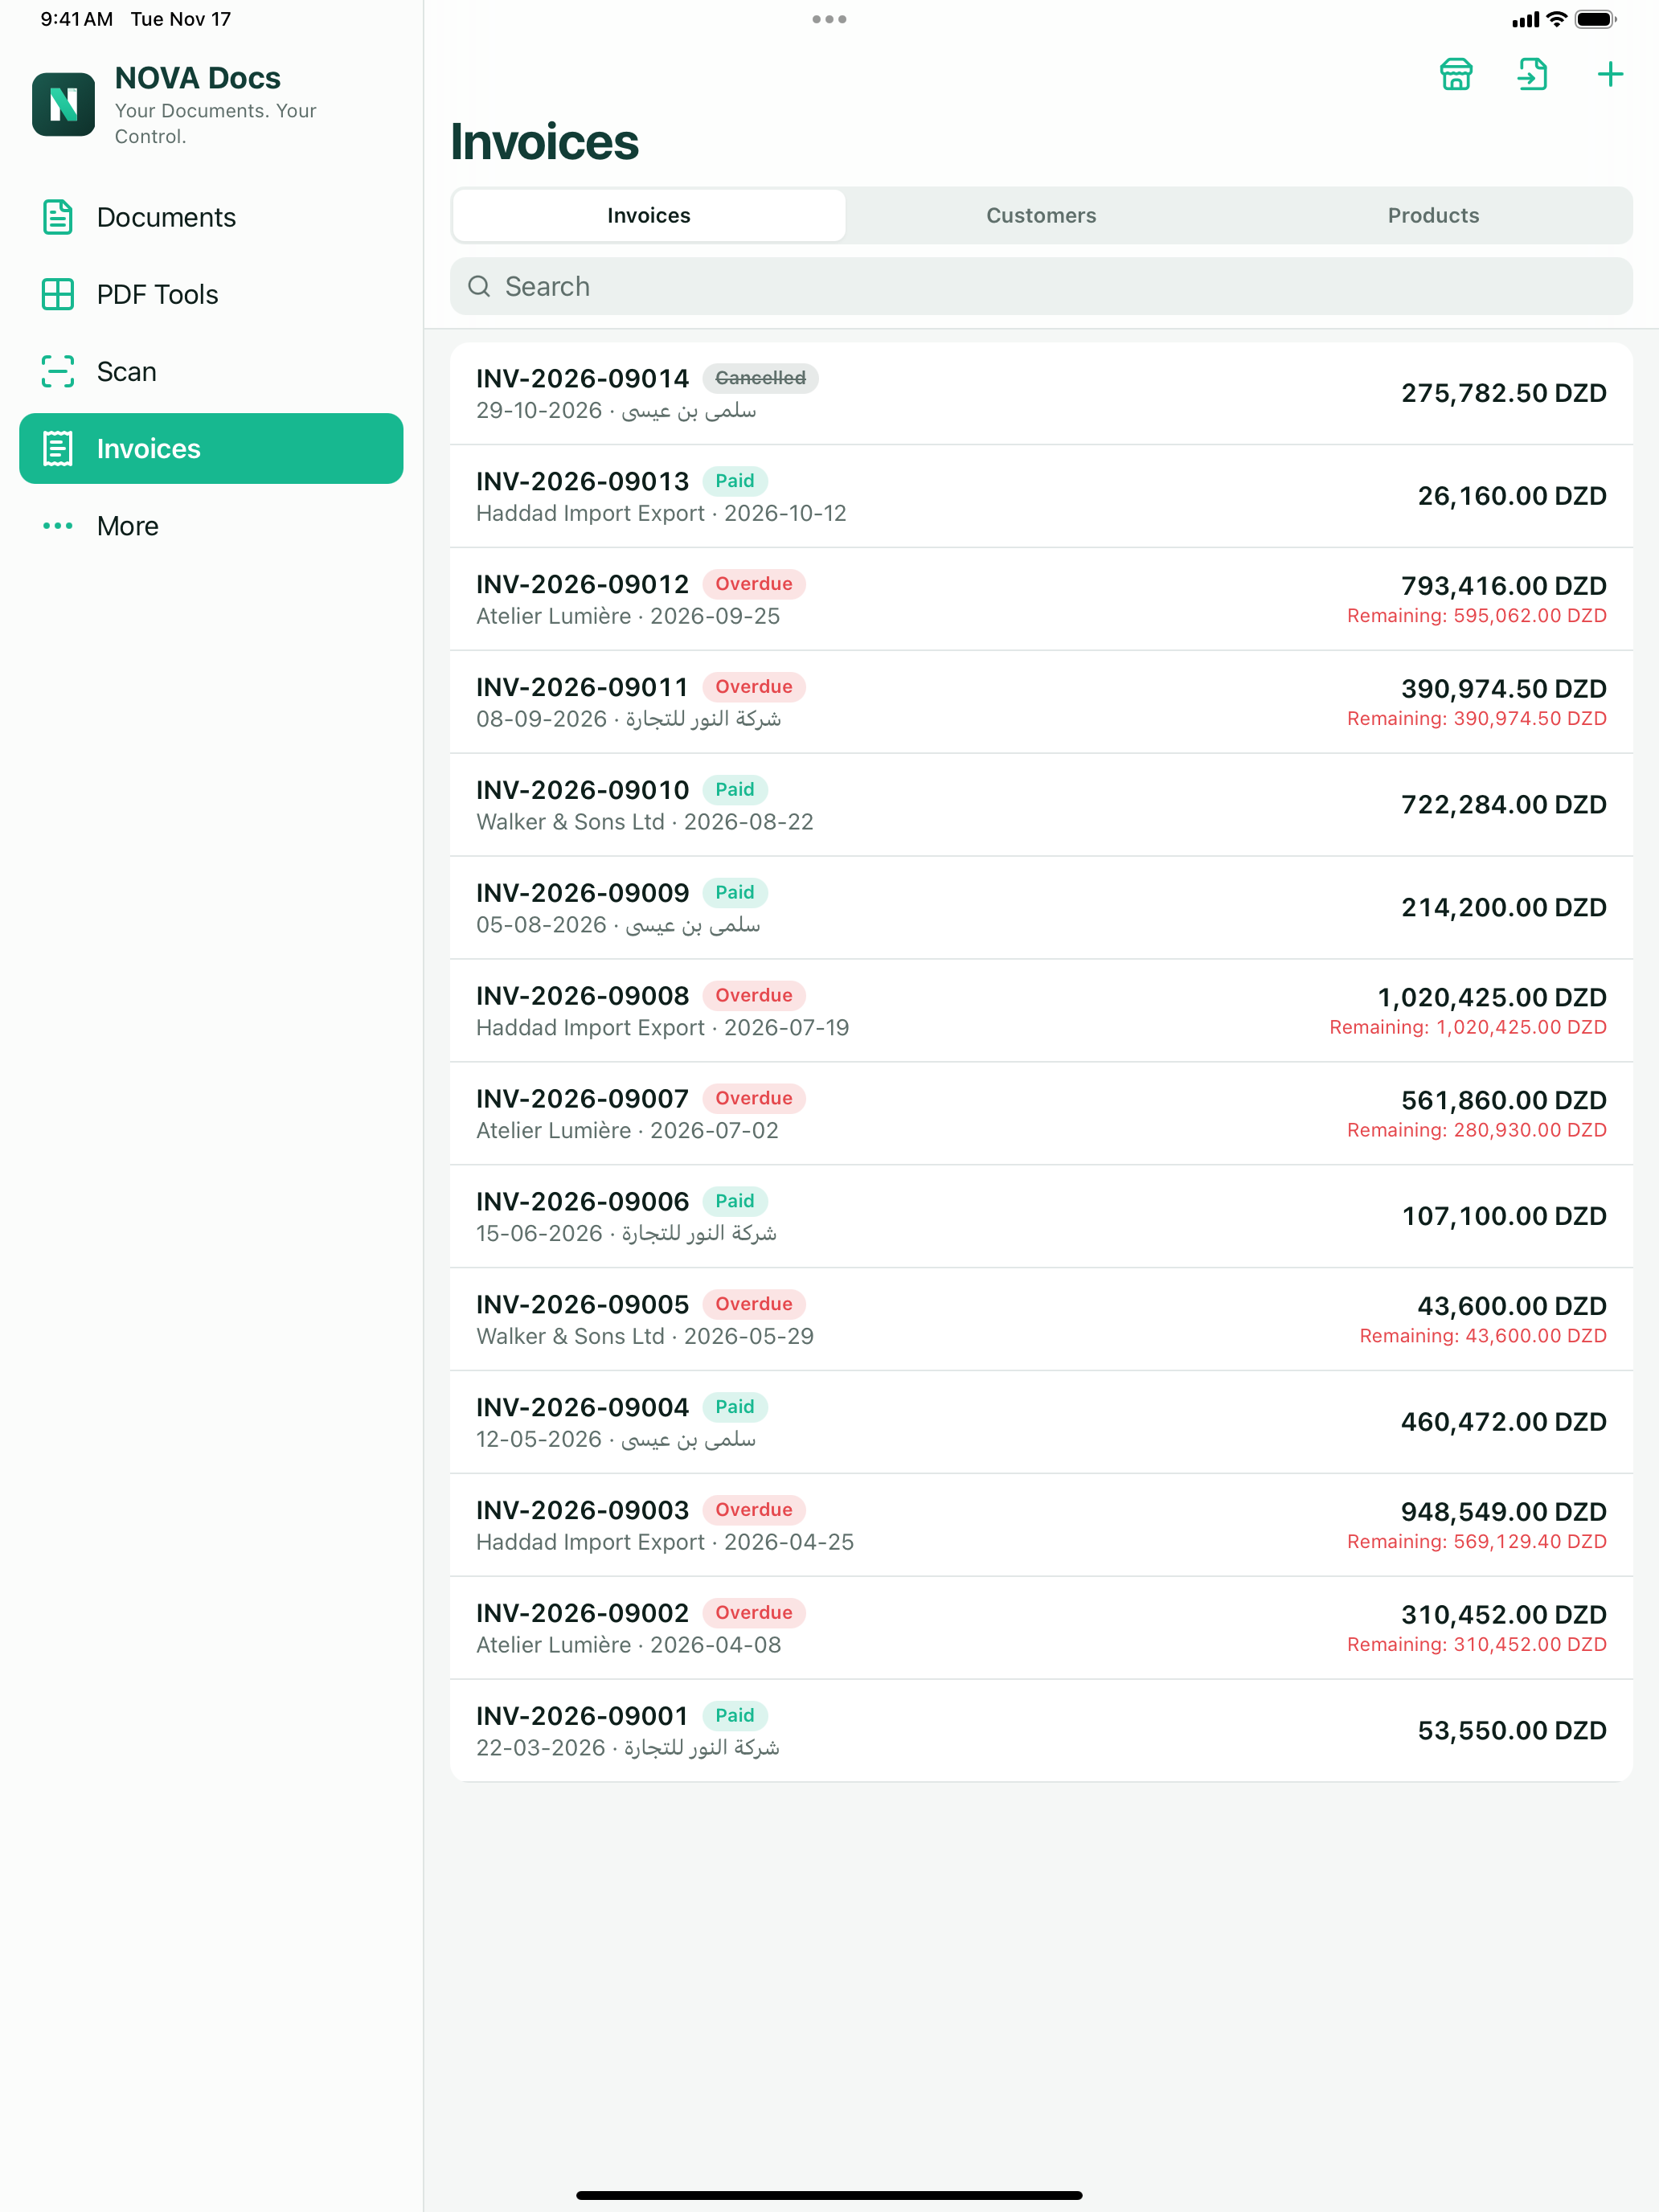 9:41 AM Tue Nov 17
NOVA Docs
Your Documents. Your
Control.
Documents
PDF Tools
Scan
Invoices
More
Invoices
Invoices Customers Products
Search
INV-2026-09014 Cancelled
275,782.50 DZD
سلمى بن عيسى · 2026-10-29
INV-2026-09013 Paid
26,160.00 DZD
Haddad Import Export · 2026-10-12
INV-2026-09012 Overdue
793,416.00 DZD
Atelier Lumière · 2026-09-25
Remaining: 595,062.00 DZD
INV-2026-09011 Overdue
390,974.50 DZD
شركة النور للتجارة · 2026-09-08
Remaining: 390,974.50 DZD
INV-2026-09010 Paid
722,284.00 DZD
Walker & Sons Ltd · 2026-08-22
INV-2026-09009 Paid
214,200.00 DZD
سلمى بن عيسى · 2026-08-05
INV-2026-09008 Overdue
1,020,425.00 DZD
Haddad Import Export · 2026-07-19
Remaining: 1,020,425.00 DZD
INV-2026-09007 Overdue
561,860.00 DZD
Atelier Lumière · 2026-07-02
Remaining: 280,930.00 DZD
INV-2026-09006 Paid
107,100.00 DZD
شركة النور للتجارة · 2026-06-15
INV-2026-09005 Overdue
43,600.00 DZD
Walker & Sons Ltd · 2026-05-29
Remaining: 43,600.00 DZD
INV-2026-09004 Paid
460,472.00 DZD
سلمى بن عيسى · 2026-05-12
INV-2026-09003 Overdue
948,549.00 DZD
Haddad Import Export · 2026-04-25
Remaining: 569,129.40 DZD
INV-2026-09002 Overdue
310,452.00 DZD
Atelier Lumière · 2026-04-08
Remaining: 310,452.00 DZD
INV-2026-09001 Paid
53,550.00 DZD
شركة النور للتجارة · 2026-03-22